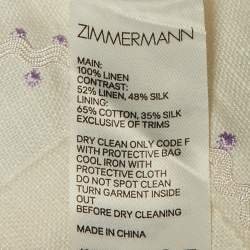 ZIMMERMANN
MAIN:
100% LINEN
CONTRAST:
52% LINEN, 48% SILK
LINING:
65% COTTON, 35% SILK
EXCLUSIVE OF TRIMS
DRY CLEAN ONLY CODE F
WITH PROTECTIVE BAG
COOL IRON WITH
PROTECTIVE CLOTH
DO NOT SPOT CLEAN
TURN GARMENT INSIDE
OUT
BEFORE DRY CLEANING
MADE IN CHINA